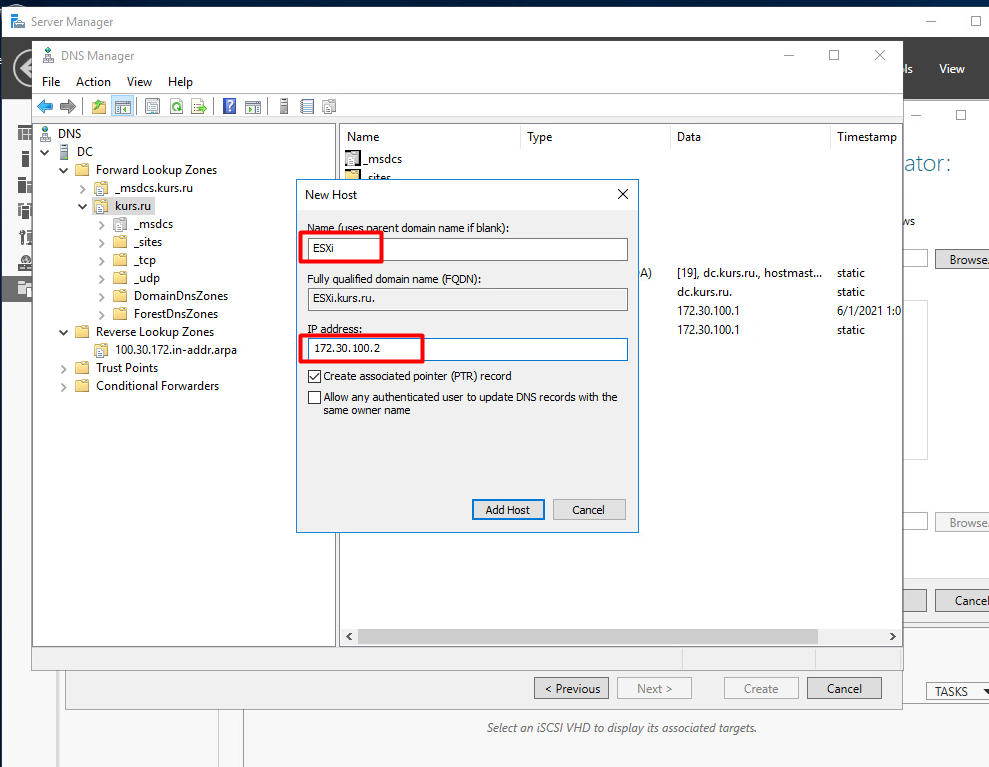 Server Manager
DNS Manager
ls View
File Action View Help
DNS
DC
Forward Lookup Zones
_msdcs.kurs.ru
kurs.ru
_msdcs
_sites
_tcp
_udp
DomainDnsZones
ForestDnsZones
Reverse Lookup Zones
100.30.172.in-addr.arpa
Trust Points
Conditional Forwarders
Name Type Data Timestamp
_msdcs
_sites
A) [19], dc.kurs.ru., hostmast... static
dc.kurs.ru. static
172.30.100.1 6/1/2021 1:0
172.30.100.1 static
New Host
Name (uses parent domain name if blank):
ESXi
Fully qualified domain name (FQDN):
ESXi.kurs.ru.
IP address:
172.30.100.2
Create associated pointer (PTR) record
Allow any authenticated user to update DNS records with the
same owner name
Add Host Cancel
ator:
ws
Browse.
Browse.
Cancel
< Previous Next > Create Cancel
TASKS
Select an iSCSI VHD to display its associated targets.